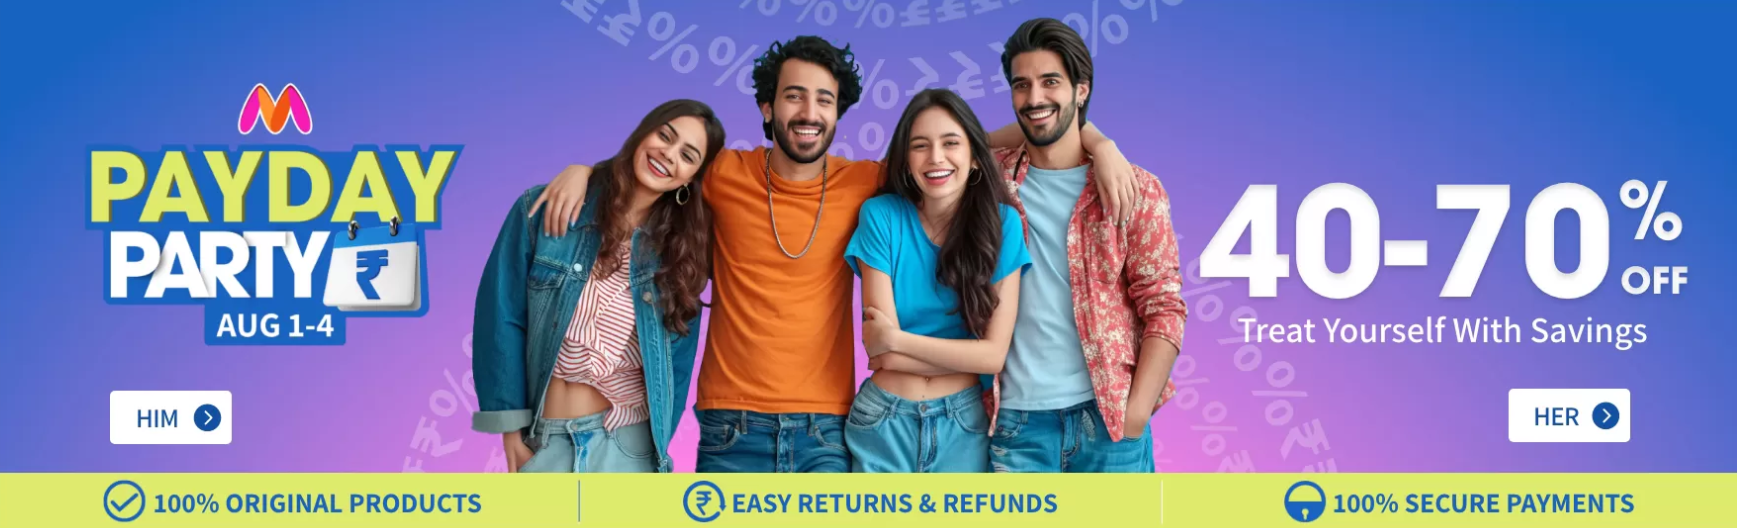 PAYDAY
PARTY
₹
AUG 1-4
HIM
40-70% OFF
Treat Yourself With Savings
HER
100% ORIGINAL PRODUCTS
₹ EASY RETURNS & REFUNDS
100% SECURE PAYMENTS